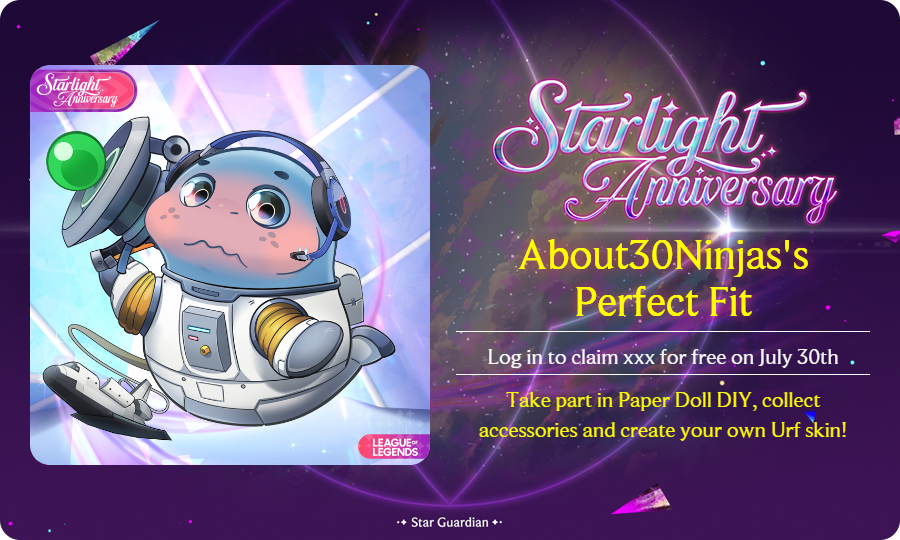 Starlight
Anniversary
LEAGUE OF
LEGENDS
Starlight
Anniversary
About30Ninjas's
Perfect Fit
Log in to claim xxx for free on July 30th
Take part in Paper Doll DIY, collect
accessories and create your own Urf skin!
Star Guardian